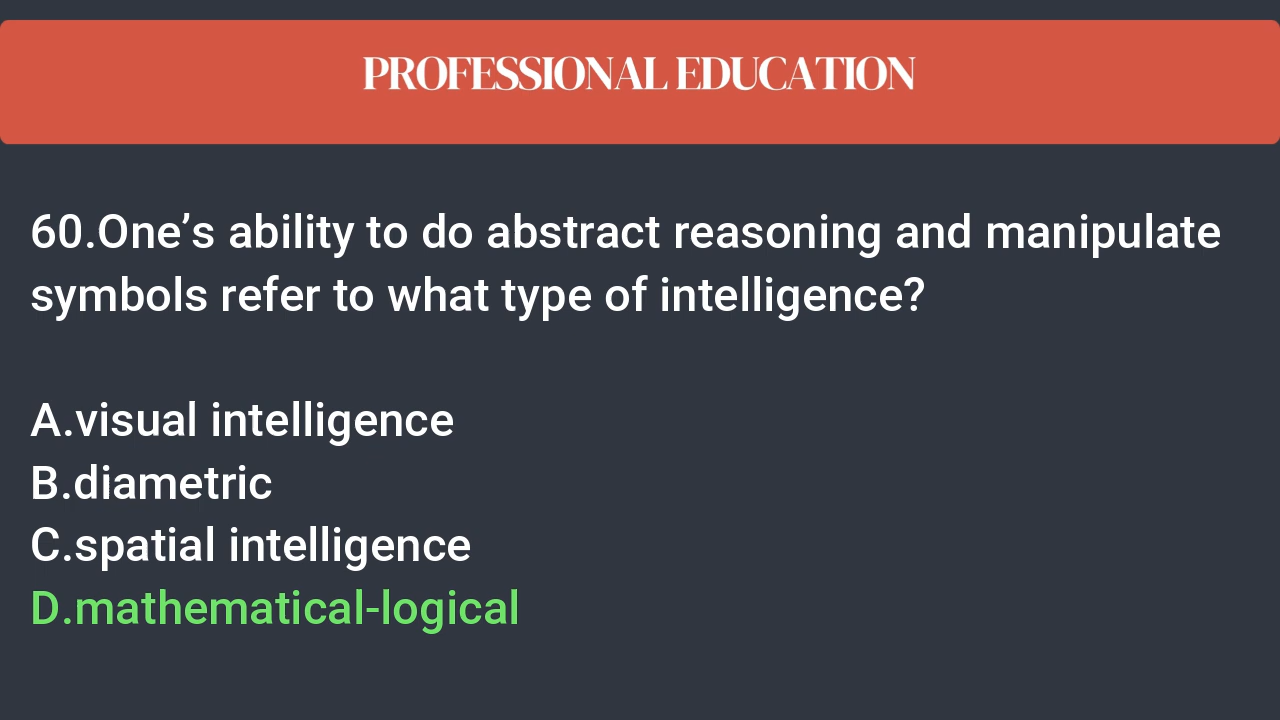 PROFESSIONAL EDUCATION
60.One’s ability to do abstract reasoning and manipulate
symbols refer to what type of intelligence?
A.visual intelligence
B.diametric
C.spatial intelligence
D.mathematical-logical